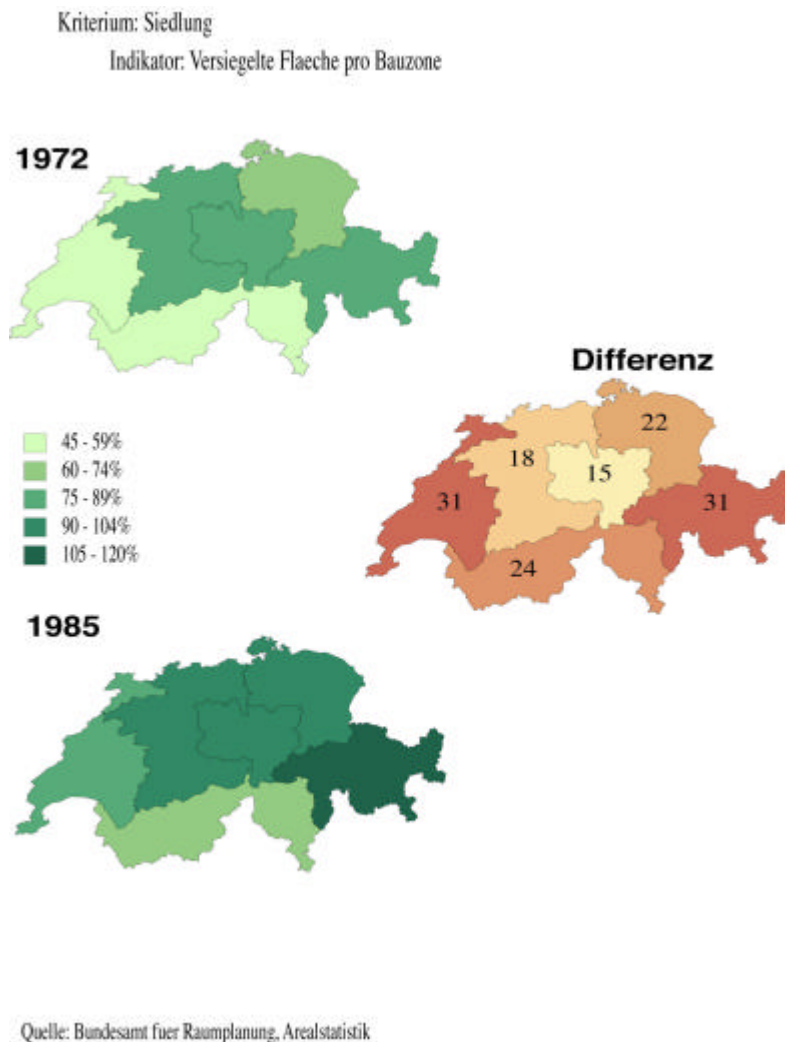 Kriterium: Siedlung
Indikator: Versiegelte Flaeche pro Bauzone
1972
Differenz
22
18
15
31
31
24
45 - 59%
60 - 74%
75 - 89%
90 - 104%
105 - 120%
1985
Quelle: Bundesamt fuer Raumplanung, Arealstatistik